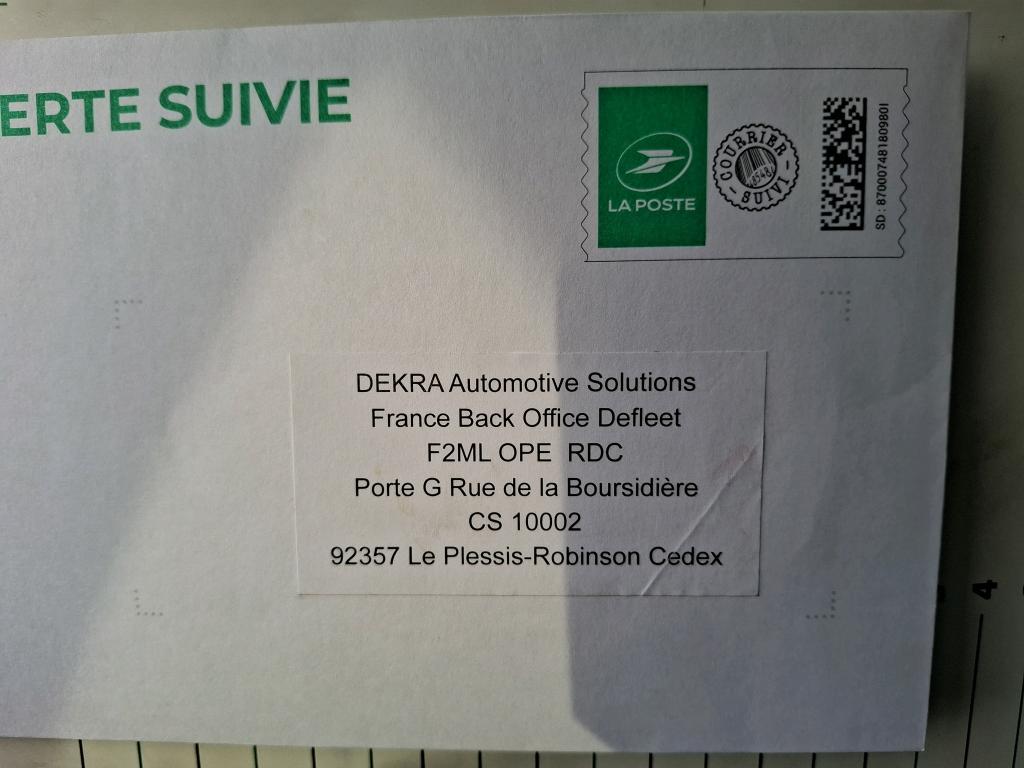 ERTE SUIVIE
LA POSTE
COURRIER
SUIVI
SD : 87000748180980I
DEKRA Automotive Solutions
France Back Office Defleet
F2ML OPE RDC
Porte G Rue de la Boursidière
CS 10002
92357 Le Plessis-Robinson Cedex
4